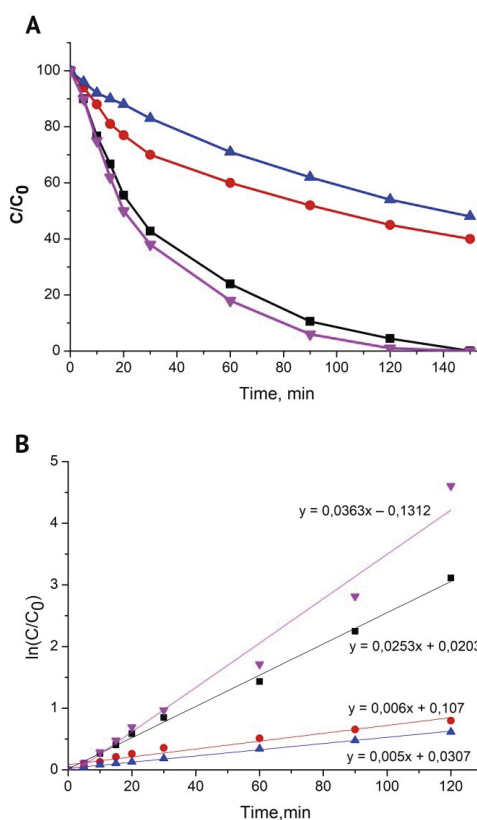 A
100
80
60
40
20
0
C/C0
0 20 40 60 80 100 120 140
Time, min
B
5
4
3
2
1
0
ln(C/C0)
y = 0,0363x – 0,1312
y = 0,0253x + 0,0203
y = 0,006x + 0,107
y = 0,005x + 0,0307
0 20 40 60 80 100 120
Time,min